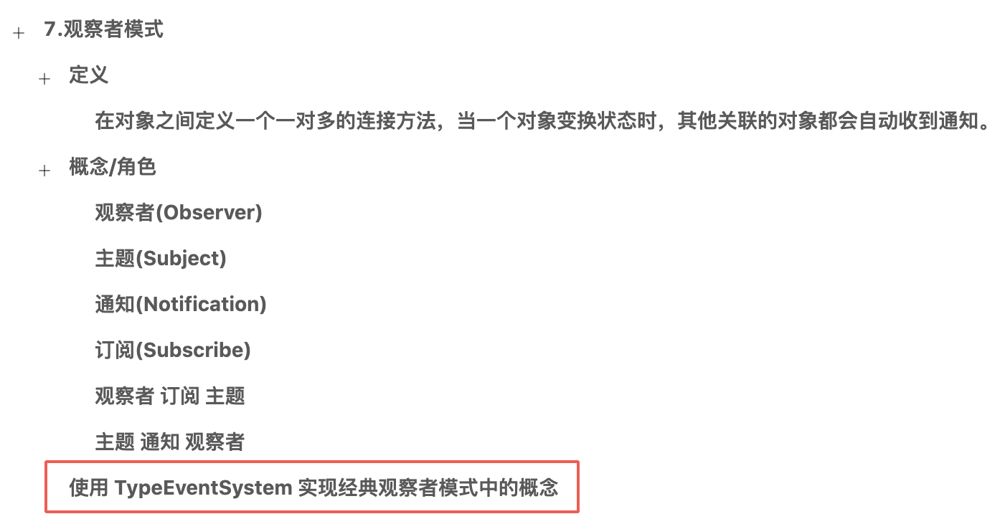 7.观察者模式
定义
在对象之间定义一个一对多的连接方法，当一个对象变换状态时，其他关联的对象都会自动收到通知。
概念/角色
观察者(Observer)
主题(Subject)
通知(Notification)
订阅(Subscribe)
观察者 订阅 主题
主题 通知 观察者
使用 TypeEventSystem 实现经典观察者模式中的概念